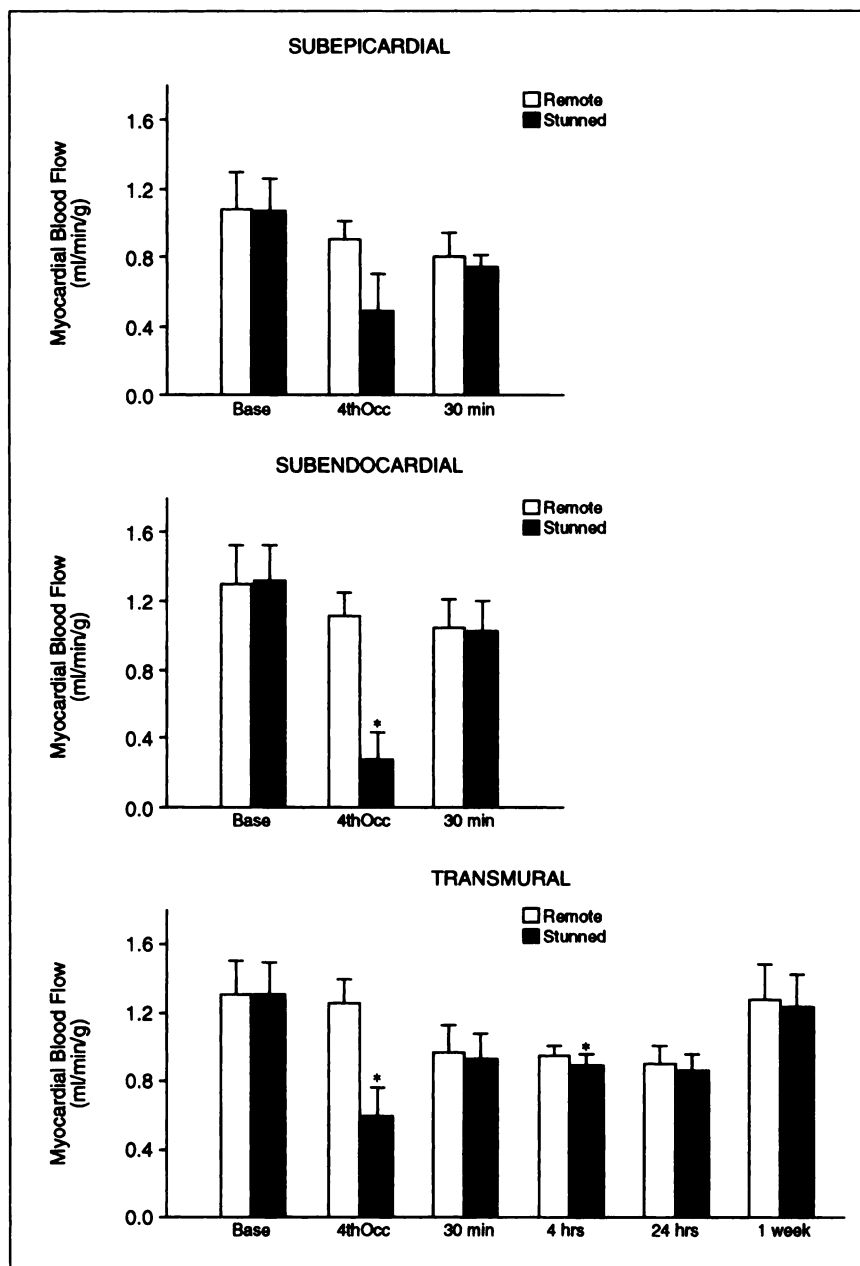 SUBEPICARDIAL
Remote
Stunned
Myocardial Blood Flow
(ml/min/g)
1.6
1.2
0.8
0.4
0.0
Base 4thOcc 30 min
SUBENDOCARDIAL
Remote
Stunned
Myocardial Blood Flow
(ml/min/g)
1.6
1.2
0.8
0.4
0.0
*
Base 4thOcc 30 min
TRANSMURAL
Remote
Stunned
Myocardial Blood Flow
(ml/min/g)
1.6
1.2
0.8
0.4
0.0
* *
Base 4thOcc 30 min 4 hrs 24 hrs 1 week